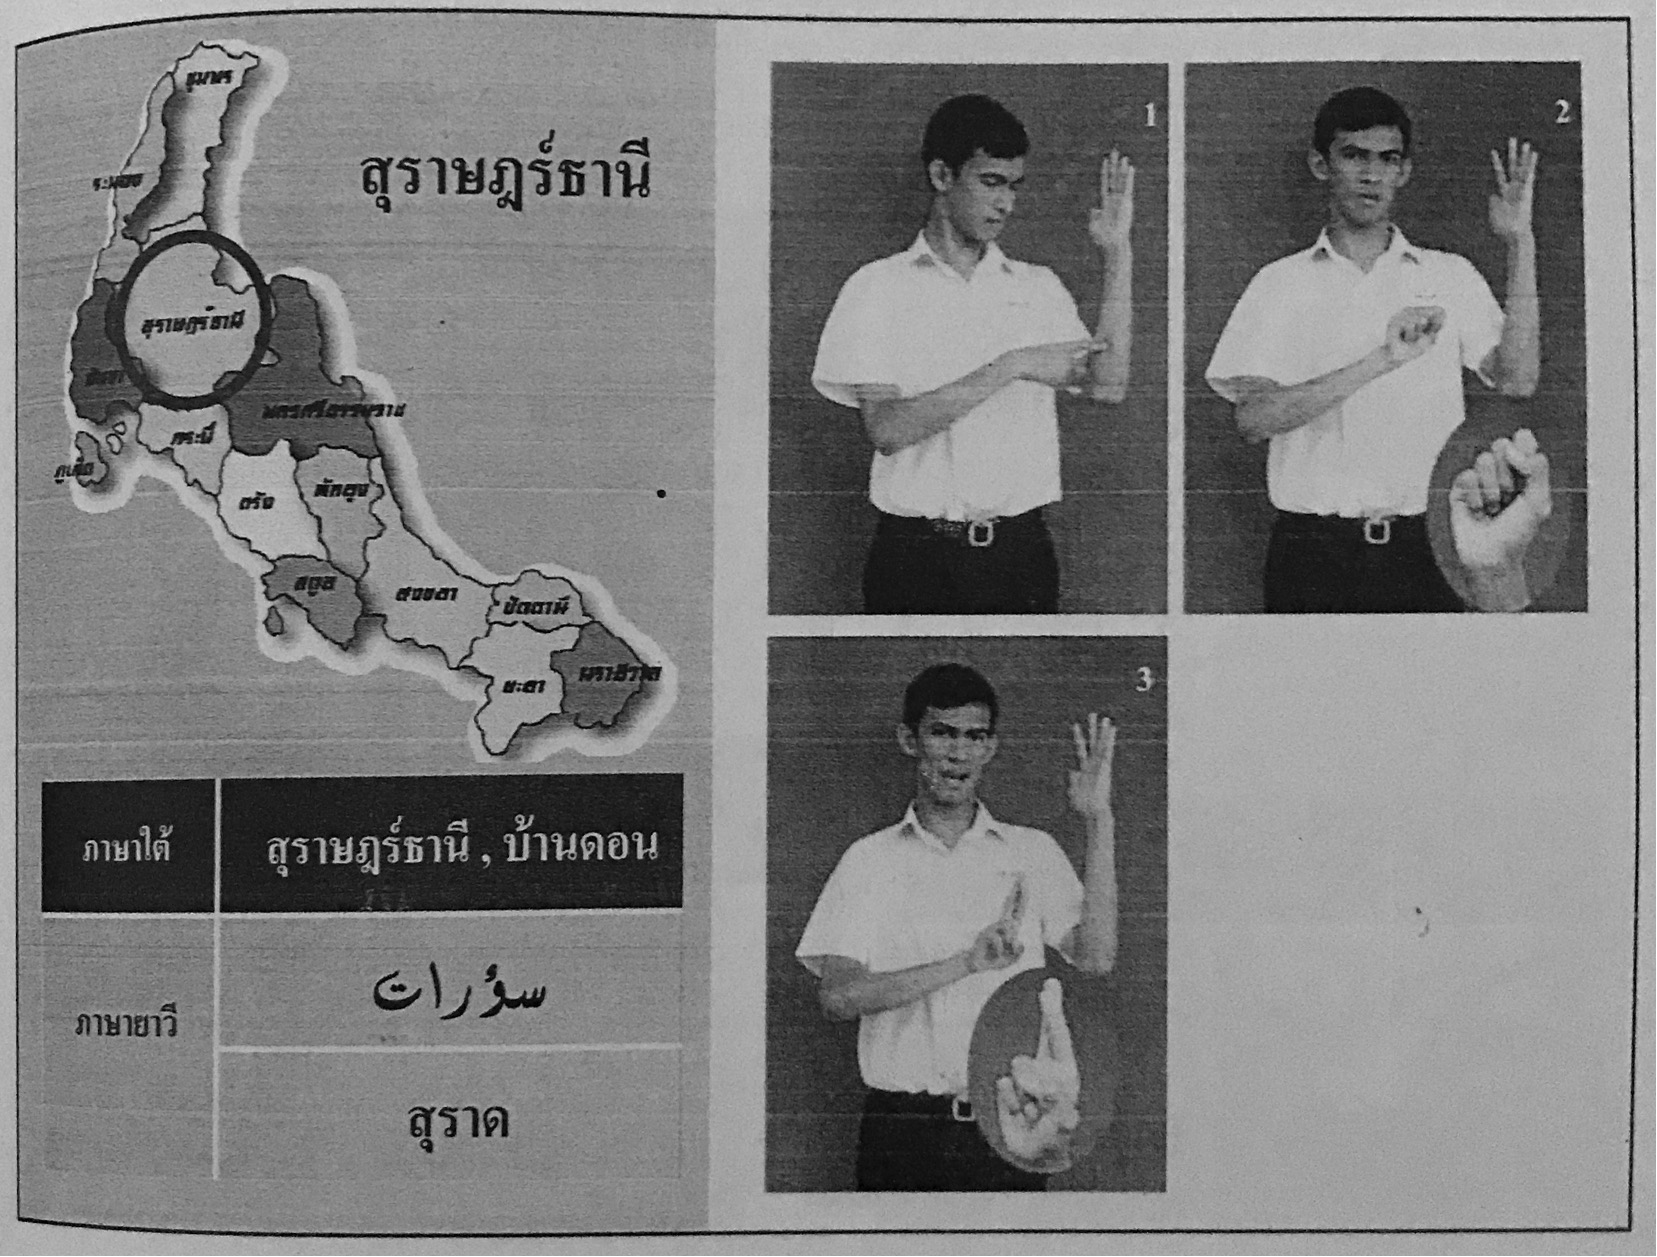 ชุมพร
ระนอง
สุราษฎร์ธานี
สุราษฎร์ธานี
พังงา
นครศรีธรรมราช
กระบี่
ภูเก็ต
ตรัง
พัทลุง
สตูล
สงขลา
ปัตตานี
ยะลา
นราธิวาส
ภาษาใต้
สุราษฎร์ธานี , บ้านดอน
ภาษายาวี
سؤرات
สุราด
1
2
3